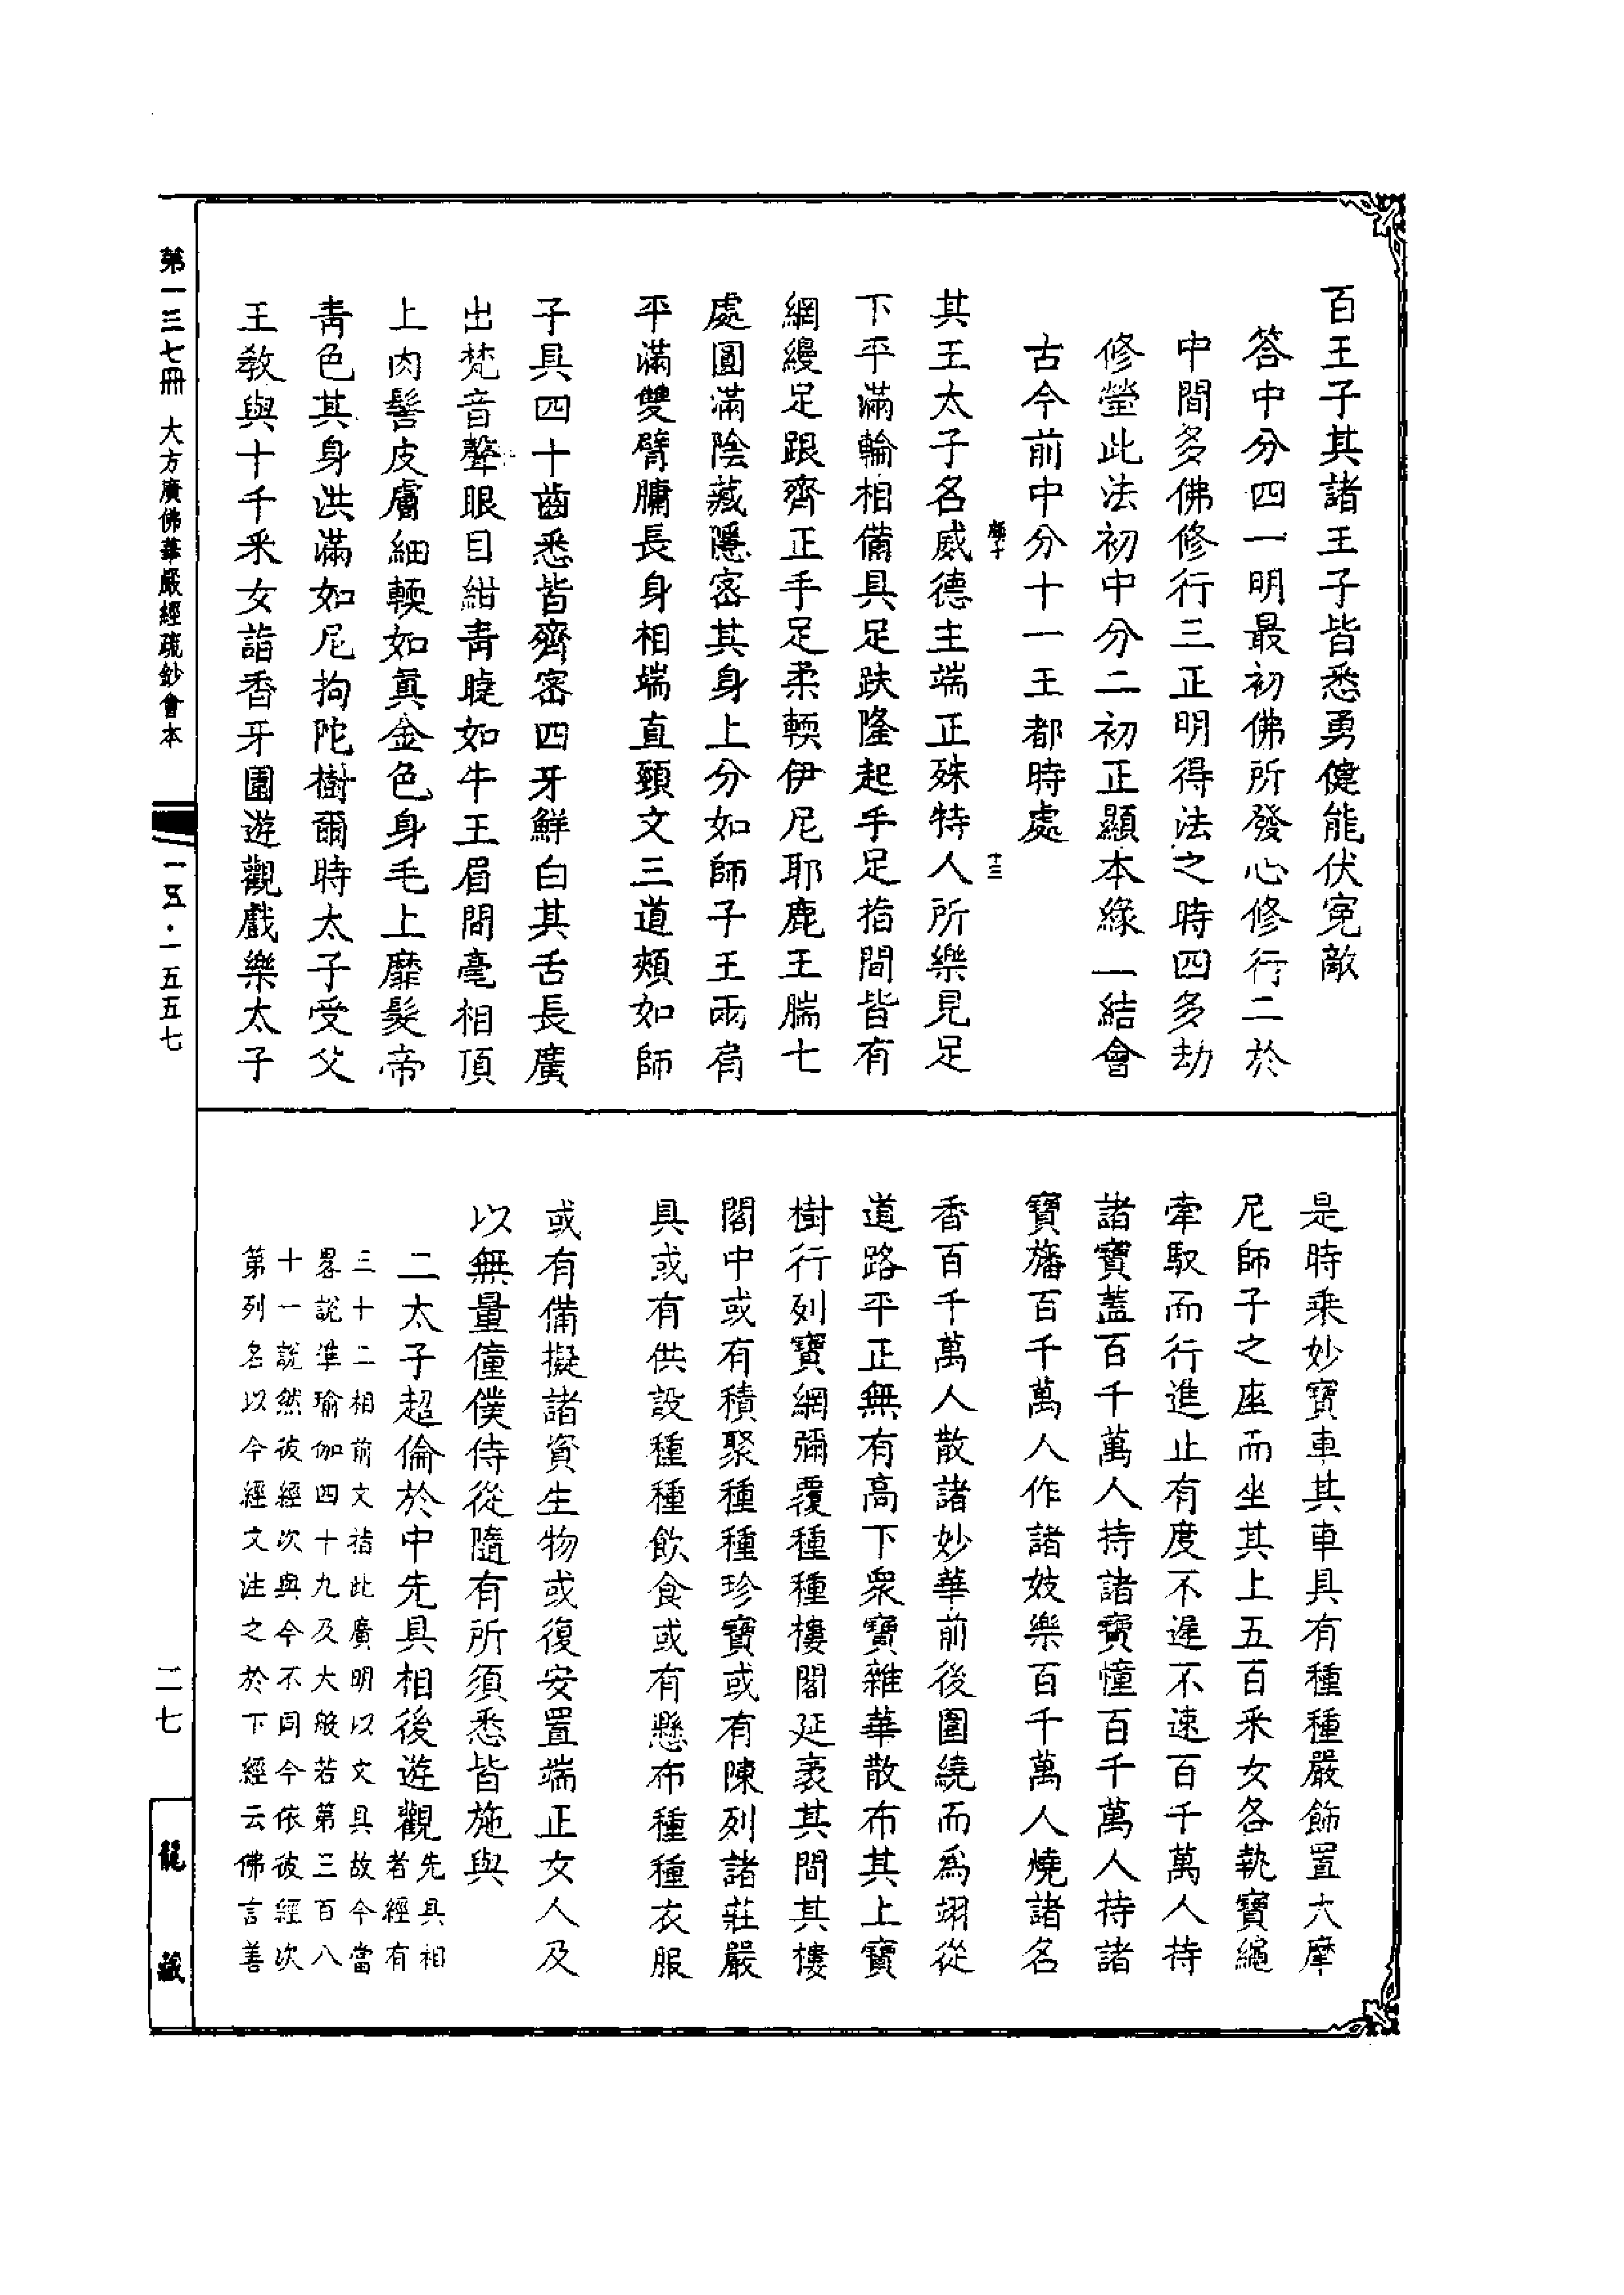 百王子其諸王子皆悉勇健能伏寃敵
答中分四一明最初佛所發心修行二於
中間多佛修行三正明得法之時四多劫
修瑩此法初中分二初正顯本緣一結會
古今前中分十一王都時處
其王太子名威德主端正殊特人所樂見足
下平滿輪相備具足趺隆起手足指間皆有
網縵足跟齊正手足柔輭伊尼耶鹿王腨七
處圓滿陰藏隱密其身上分如師子王兩肩
平滿雙臂𦟛長身相端直頸文三道頰如師
子具四十齒悉皆齊密四牙鮮白其舌長廣
出梵音聲眼目紺青睫如牛王眉間毫相頂
上肉髻皮膚細輭如真金色身毛上靡髮帝
青色其身洪滿如尼拘陀樹爾時太子受父
王敎與十千釆女詣香牙園遊觀戲樂太子
是時乘妙寶車其車具有種種嚴飾置大摩
尼師子之座而坐其上五百釆女各執寶繩
牽馭而行進止有度不遲不速百千萬人持
諸寶蓋百千萬人持諸寶幢百千萬人持諸
寶旛百千萬人作諸妓樂百千萬人燒諸名
香百千萬人散諸妙華前後圍繞而爲翊從
道路平正無有高下衆寶雜華散布其上寶
樹行列寶網彌覆種種樓閣延袤其間其樓
閣中或有積聚種種珍寶或有陳列諸莊嚴
具或有供設種種飲食或有懸布種種衣服
或有備擬諸資生物或復安置端正女人及
以無量僮僕侍從隨有所須悉皆施與
二太子超倫於中先具相後遊觀先具相
者經有
三十二相前文指此廣明以文具故今當
畧說準瑜伽四十九及大般若第三百八
十一說然彼經次與今不同今依彼經次
第列名以今經文注之於下經云佛言善
第一三七冊 大方廣佛華嚴經疏鈔會本
一五·一五五七
二七
龍藏